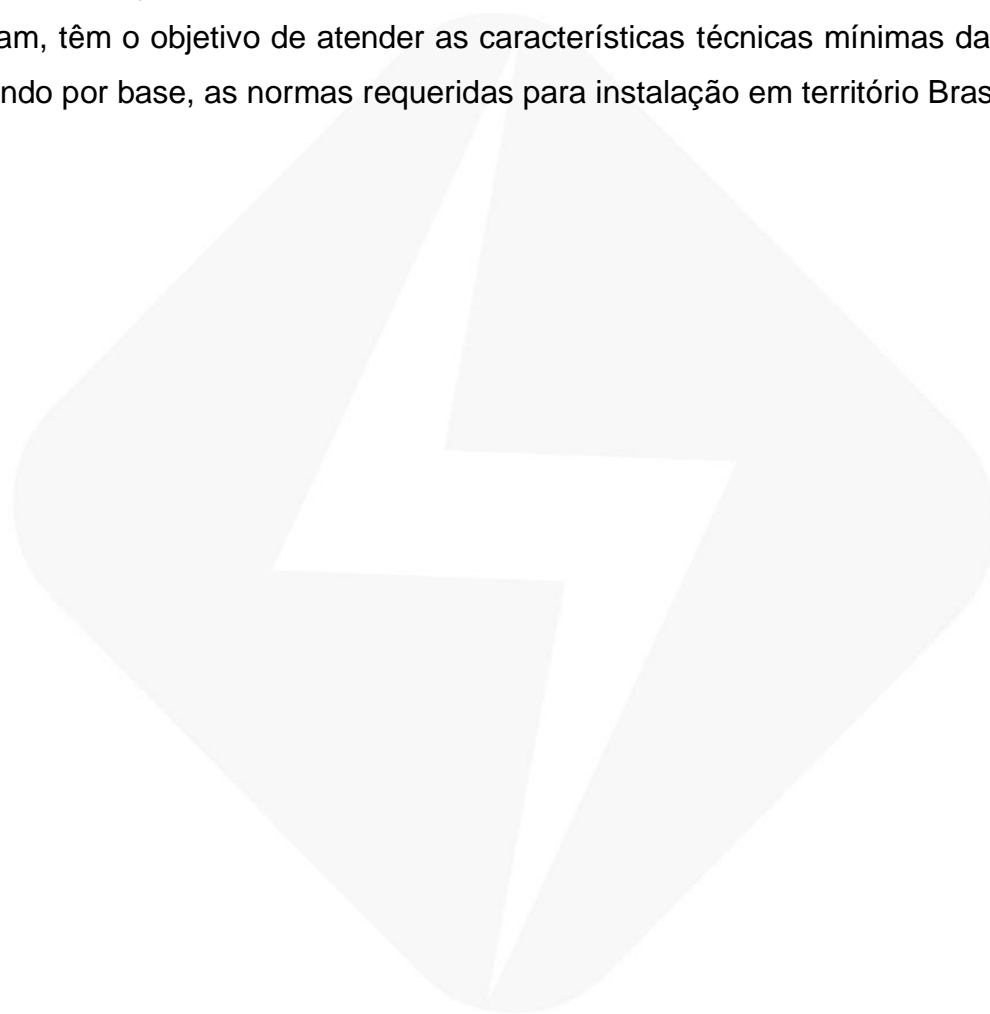 am, têm o objetivo de atender as características técnicas mínimas da
ndo por base, as normas requeridas para instalação em território Bras